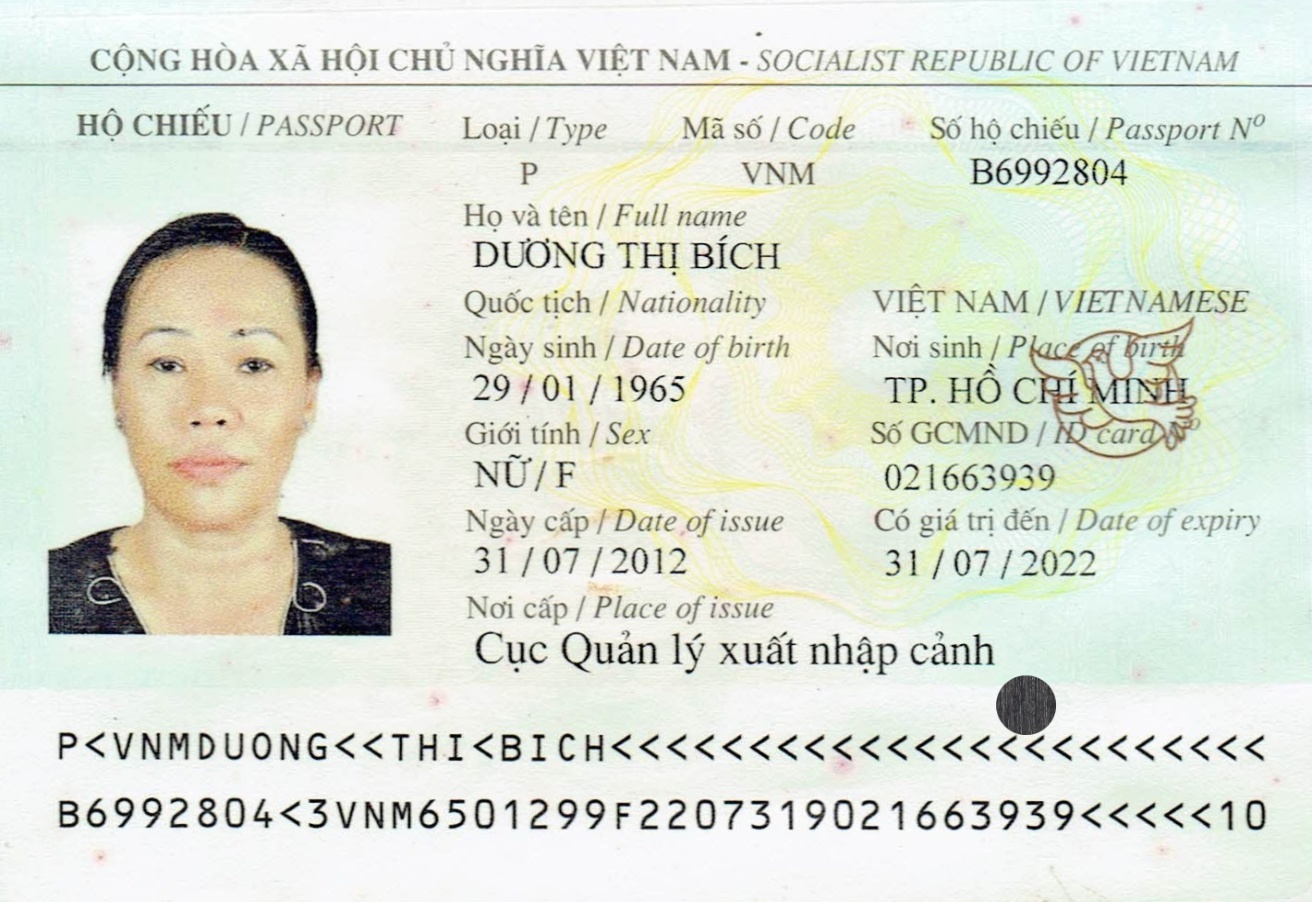 CỘNG HÒA XÃ HỘI CHỦ NGHĨA VIỆT NAM - SOCIALIST REPUBLIC OF VIETNAM
HỘ CHIẾU / PASSPORT Loại / Type Mã số / Code Số hộ chiếu / Passport Nº
P VNM B6992804
Họ và tên / Full name
DƯƠNG THỊ BÍCH
Quốc tịch / Nationality VIỆT NAM / VIETNAMESE
Ngày sinh / Date of birth Nơi sinh / Place of birth
29 / 01 / 1965 TP. HỒ CHÍ MINH
Giới tính / Sex Số GCMND / ID card Nº
NỮ / F 021663939
Ngày cấp / Date of issue Có giá trị đến / Date of expiry
31 / 07 / 2012 31 / 07 / 2022
Nơi cấp / Place of issue
Cục Quản lý xuất nhập cảnh
P<VNMDUONG<<THI<BICH<<<<<<<<<<<<<<<<<<<<<<<<
B6992804<3VNM6501299F2207319021663939<<<<<10